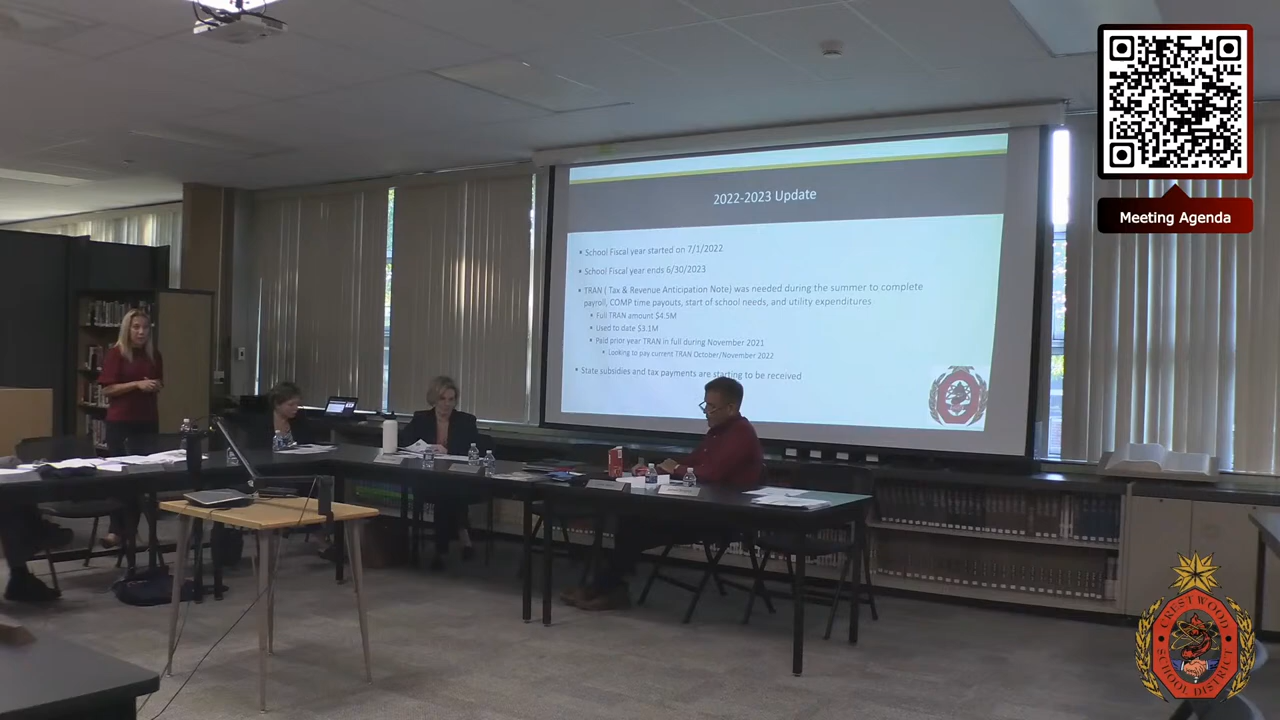 2022-2023 Update
▪ School Fiscal year started on 7/1/2022
▪ School Fiscal year ends 6/30/2023
▪ TRAN ( Tax & Revenue Anticipation Note) was needed during the summer to complete
payroll, COMP time payouts, start of school needs, and utility expenditures
▪ Full TRAN amount $4.5M
▪ Used to date $3.1M
▪ Paid prior year TRAN in full during November 2021
▪ Looking to pay current TRAN October/November 2022
▪ State subsidies and tax payments are starting to be received
Meeting Agenda
CRESTWOOD
SCHOOL DISTRICT